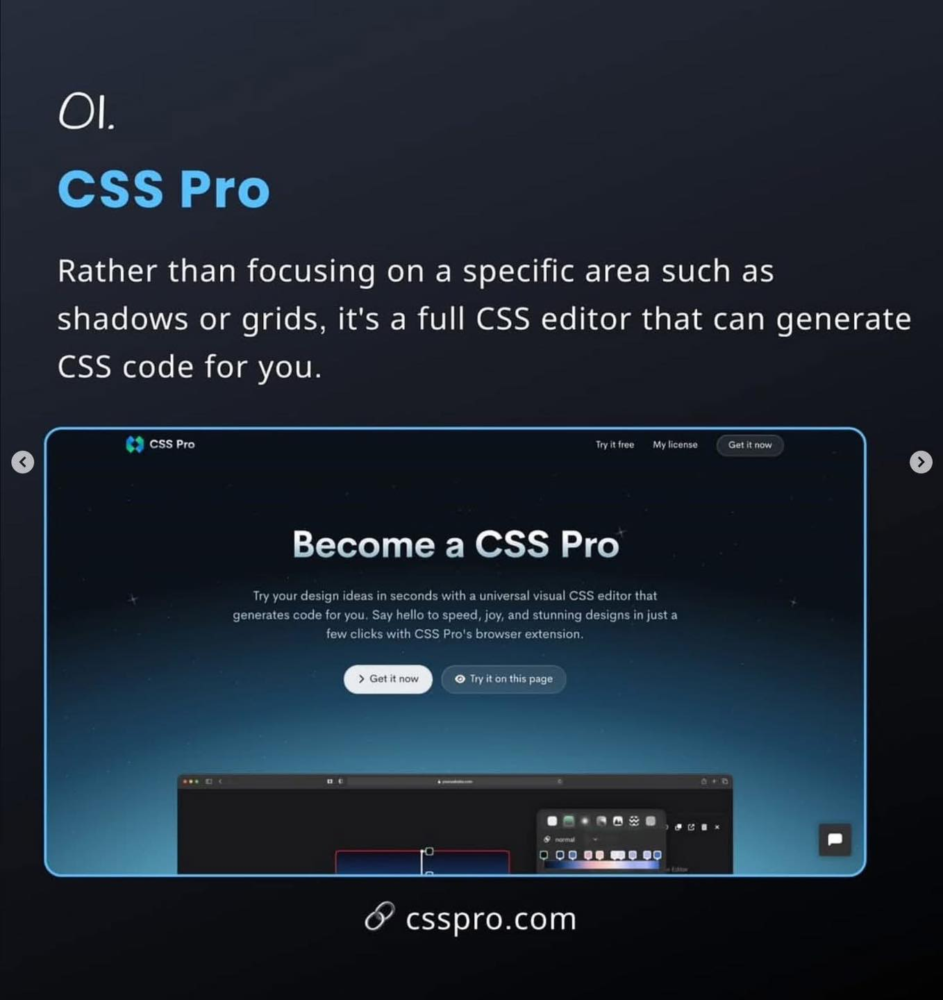 01.
CSS Pro
Rather than focusing on a specific area such as
shadows or grids, it's a full CSS editor that can generate
CSS code for you.
CSS Pro
Try it free
My license
Get it now
Become a CSS Pro
Try your design ideas in seconds with a universal visual CSS editor that
generates code for you. Say hello to speed, joy, and stunning designs in just a
few clicks with CSS Pro's browser extension.
Get it now
Try it on this page
normal
Editor
csspro.com